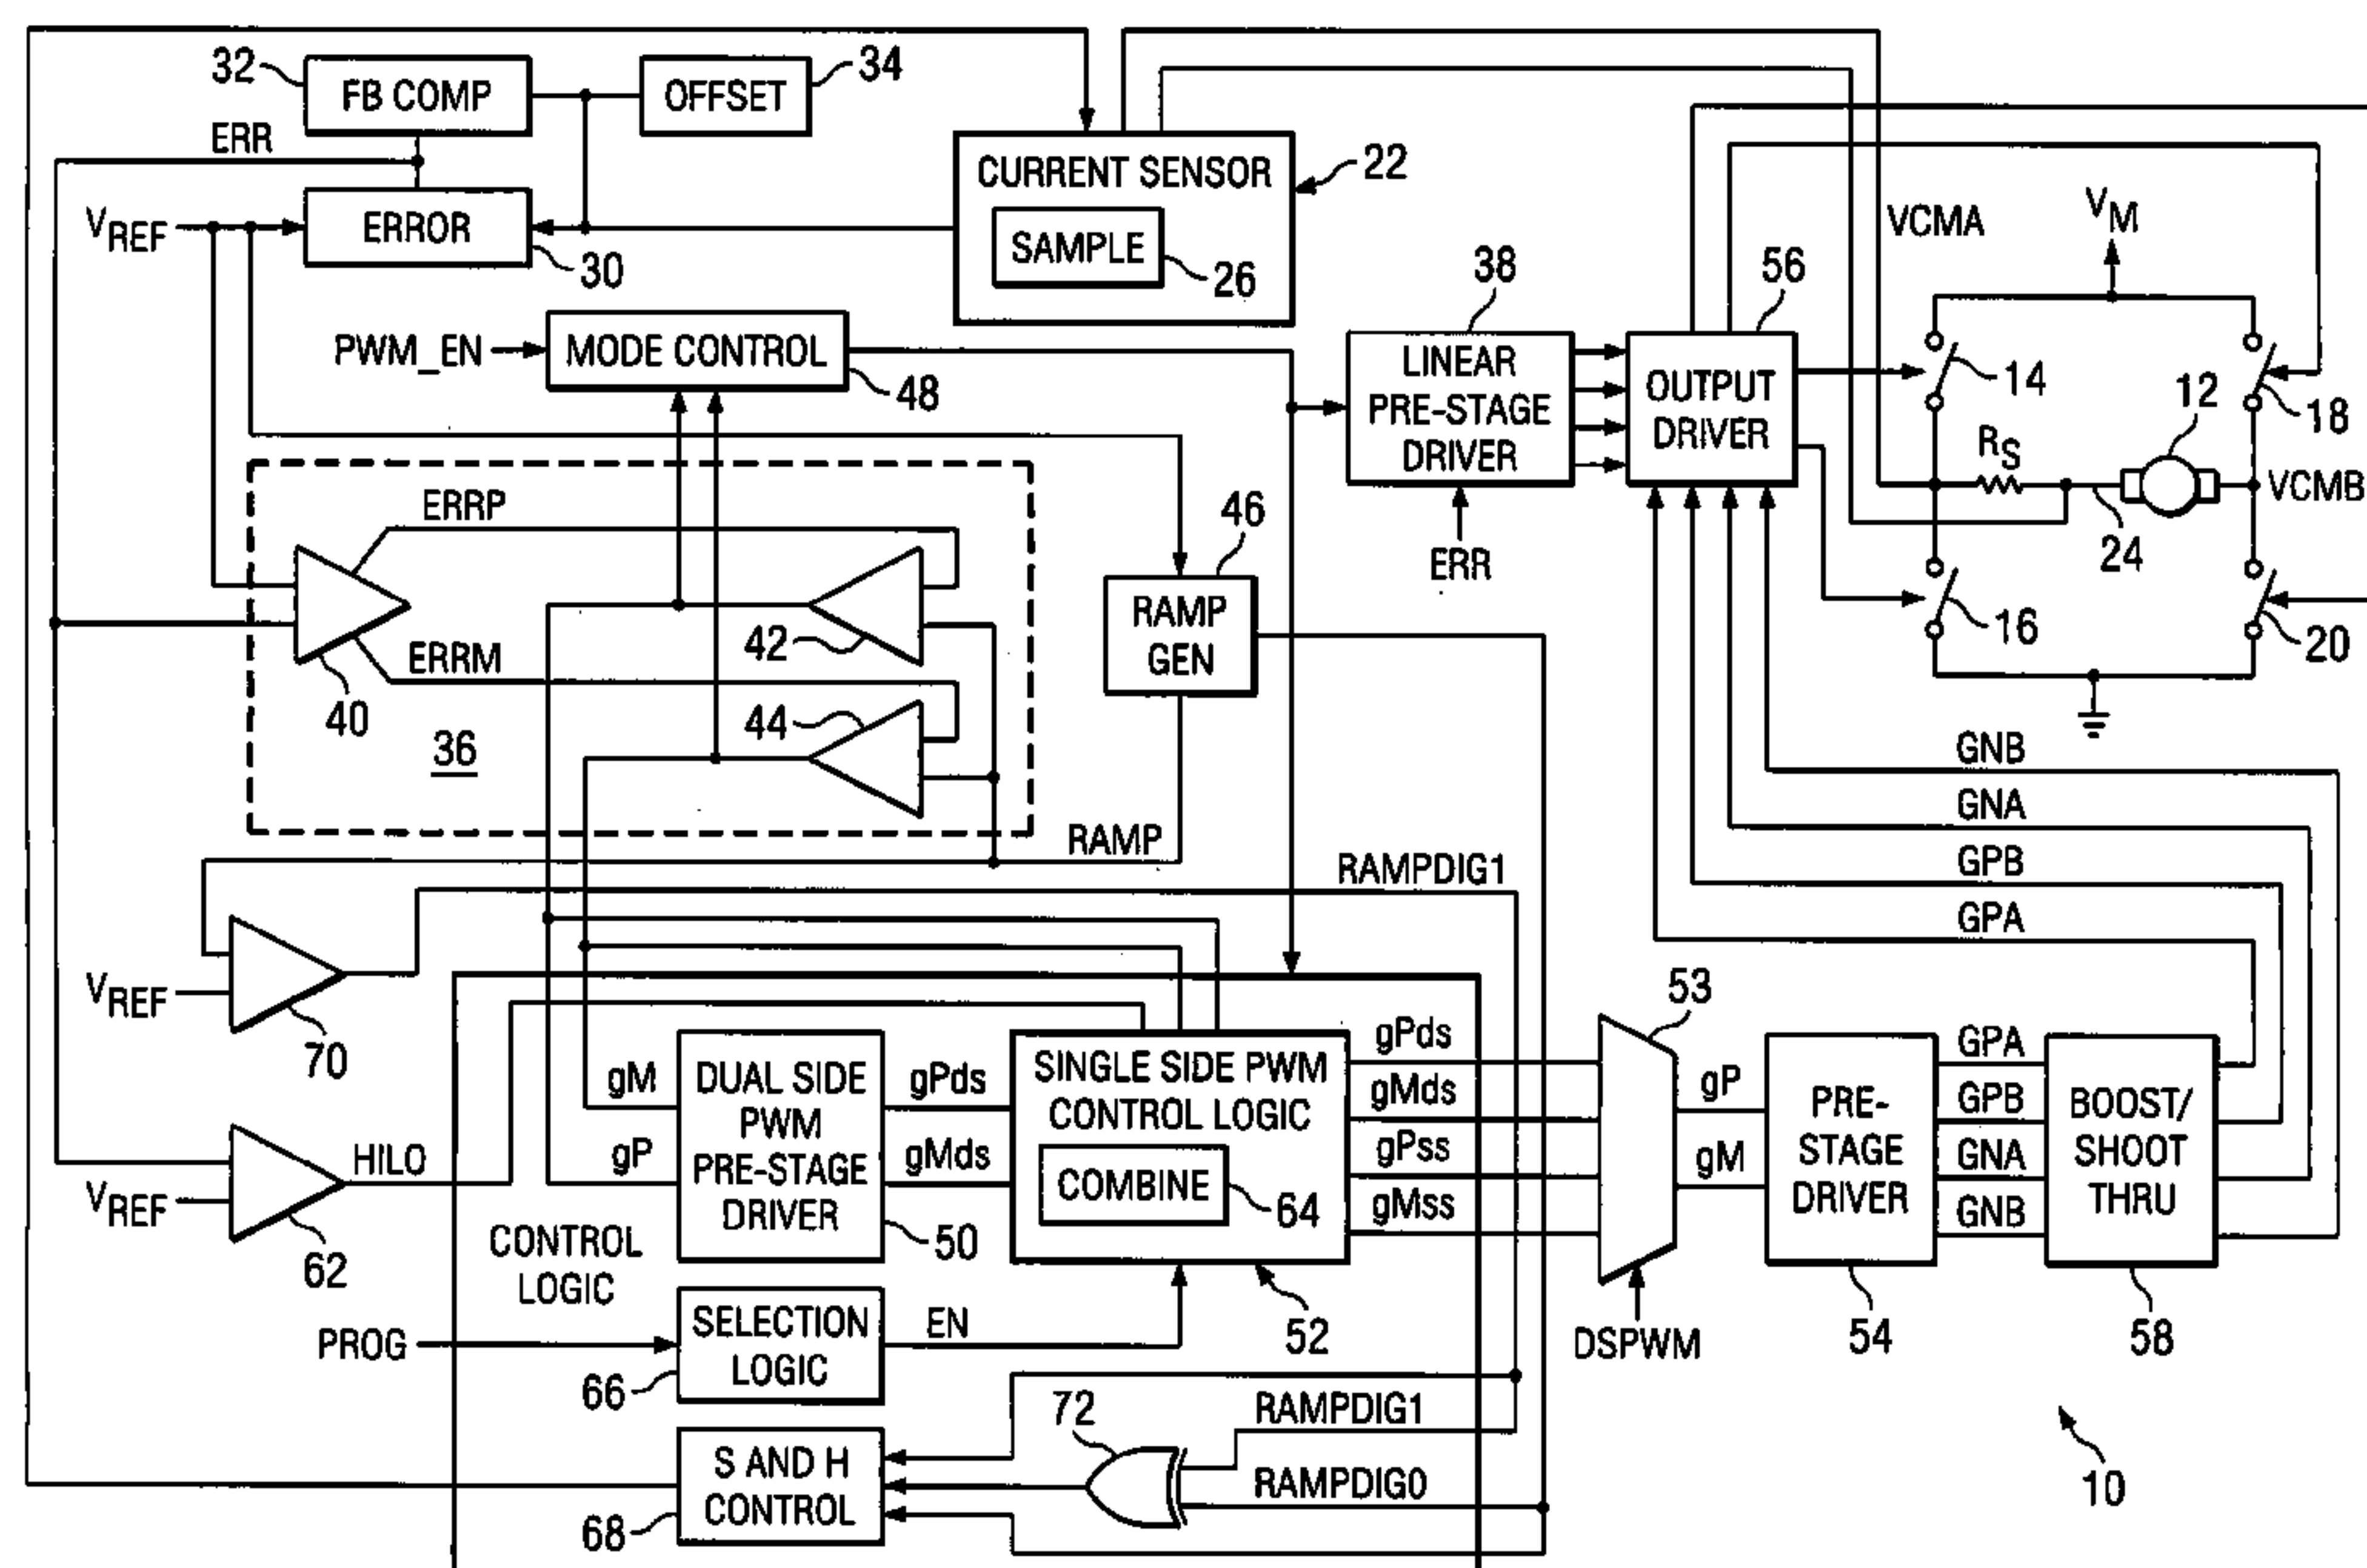 32
FB COMP
OFFSET
34
ERR
CURRENT SENSOR
22
VREF
ERROR
30
SAMPLE
26
VCMA
VM
38
56
PWM_EN
MODE CONTROL
48
LINEAR
PRE-STAGE
DRIVER
OUTPUT
DRIVER
14
12
18
RS
VCMB
24
ERRP
46
ERR
RAMP
GEN
42
16
20
ERRM
40
44
36
GNB
GNA
RAMP
RAMPDIG1
GPB
GPA
VREF
70
53
gM
DUAL SIDE
PWM
PRE-STAGE
DRIVER
gPds
gMds
gP
50
SINGLE SIDE PWM
CONTROL LOGIC
COMBINE
64
gPds
gMds
gPss
gMss
gP
gM
PRE-
STAGE
DRIVER
GPA
GPB
GNA
GNB
BOOST/
SHOOT
THRU
HILO
VREF
62
CONTROL
LOGIC
PROG
SELECTION
LOGIC
66
EN
52
DSPWM
54
58
72
RAMPDIG1
S AND H
CONTROL
68
RAMPDIG0
10